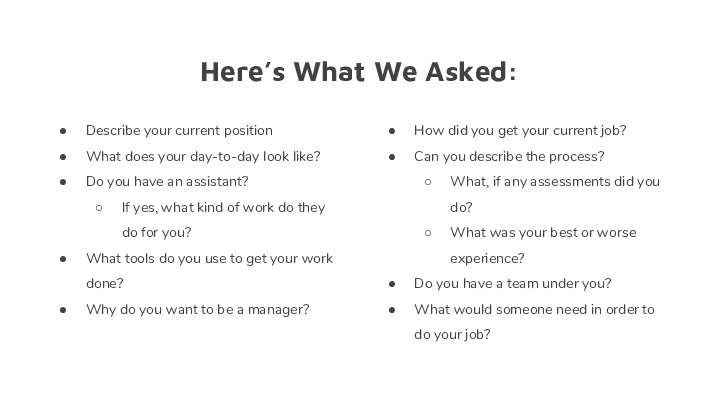 Here's What We Asked:
● Describe your current position
● What does your day-to-day look like?
● Do you have an assistant?
○ If yes, what kind of work do they
do for you?
● What tools do you use to get your work
done?
● Why do you want to be a manager?
● How did you get your current job?
● Can you describe the process?
○ What, if any assessments did you
do?
○ What was your best or worse
experience?
● Do you have a team under you?
● What would someone need in order to
do your job?